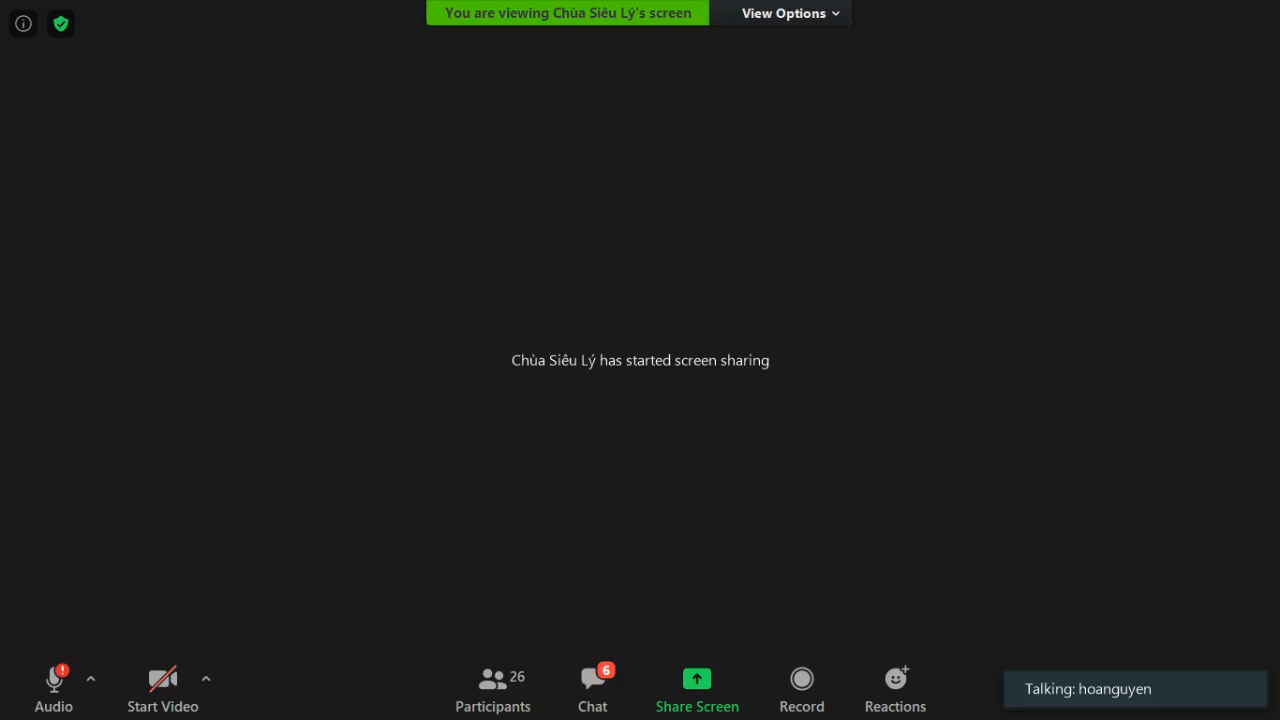 You are viewing Chùa Siêu Lý's screen
View Options
Chùa Siêu Lý has started screen sharing
26
6
Audio
Start Video
Participants
Chat
Share Screen
Record
Reactions
Talking: hoanguyen